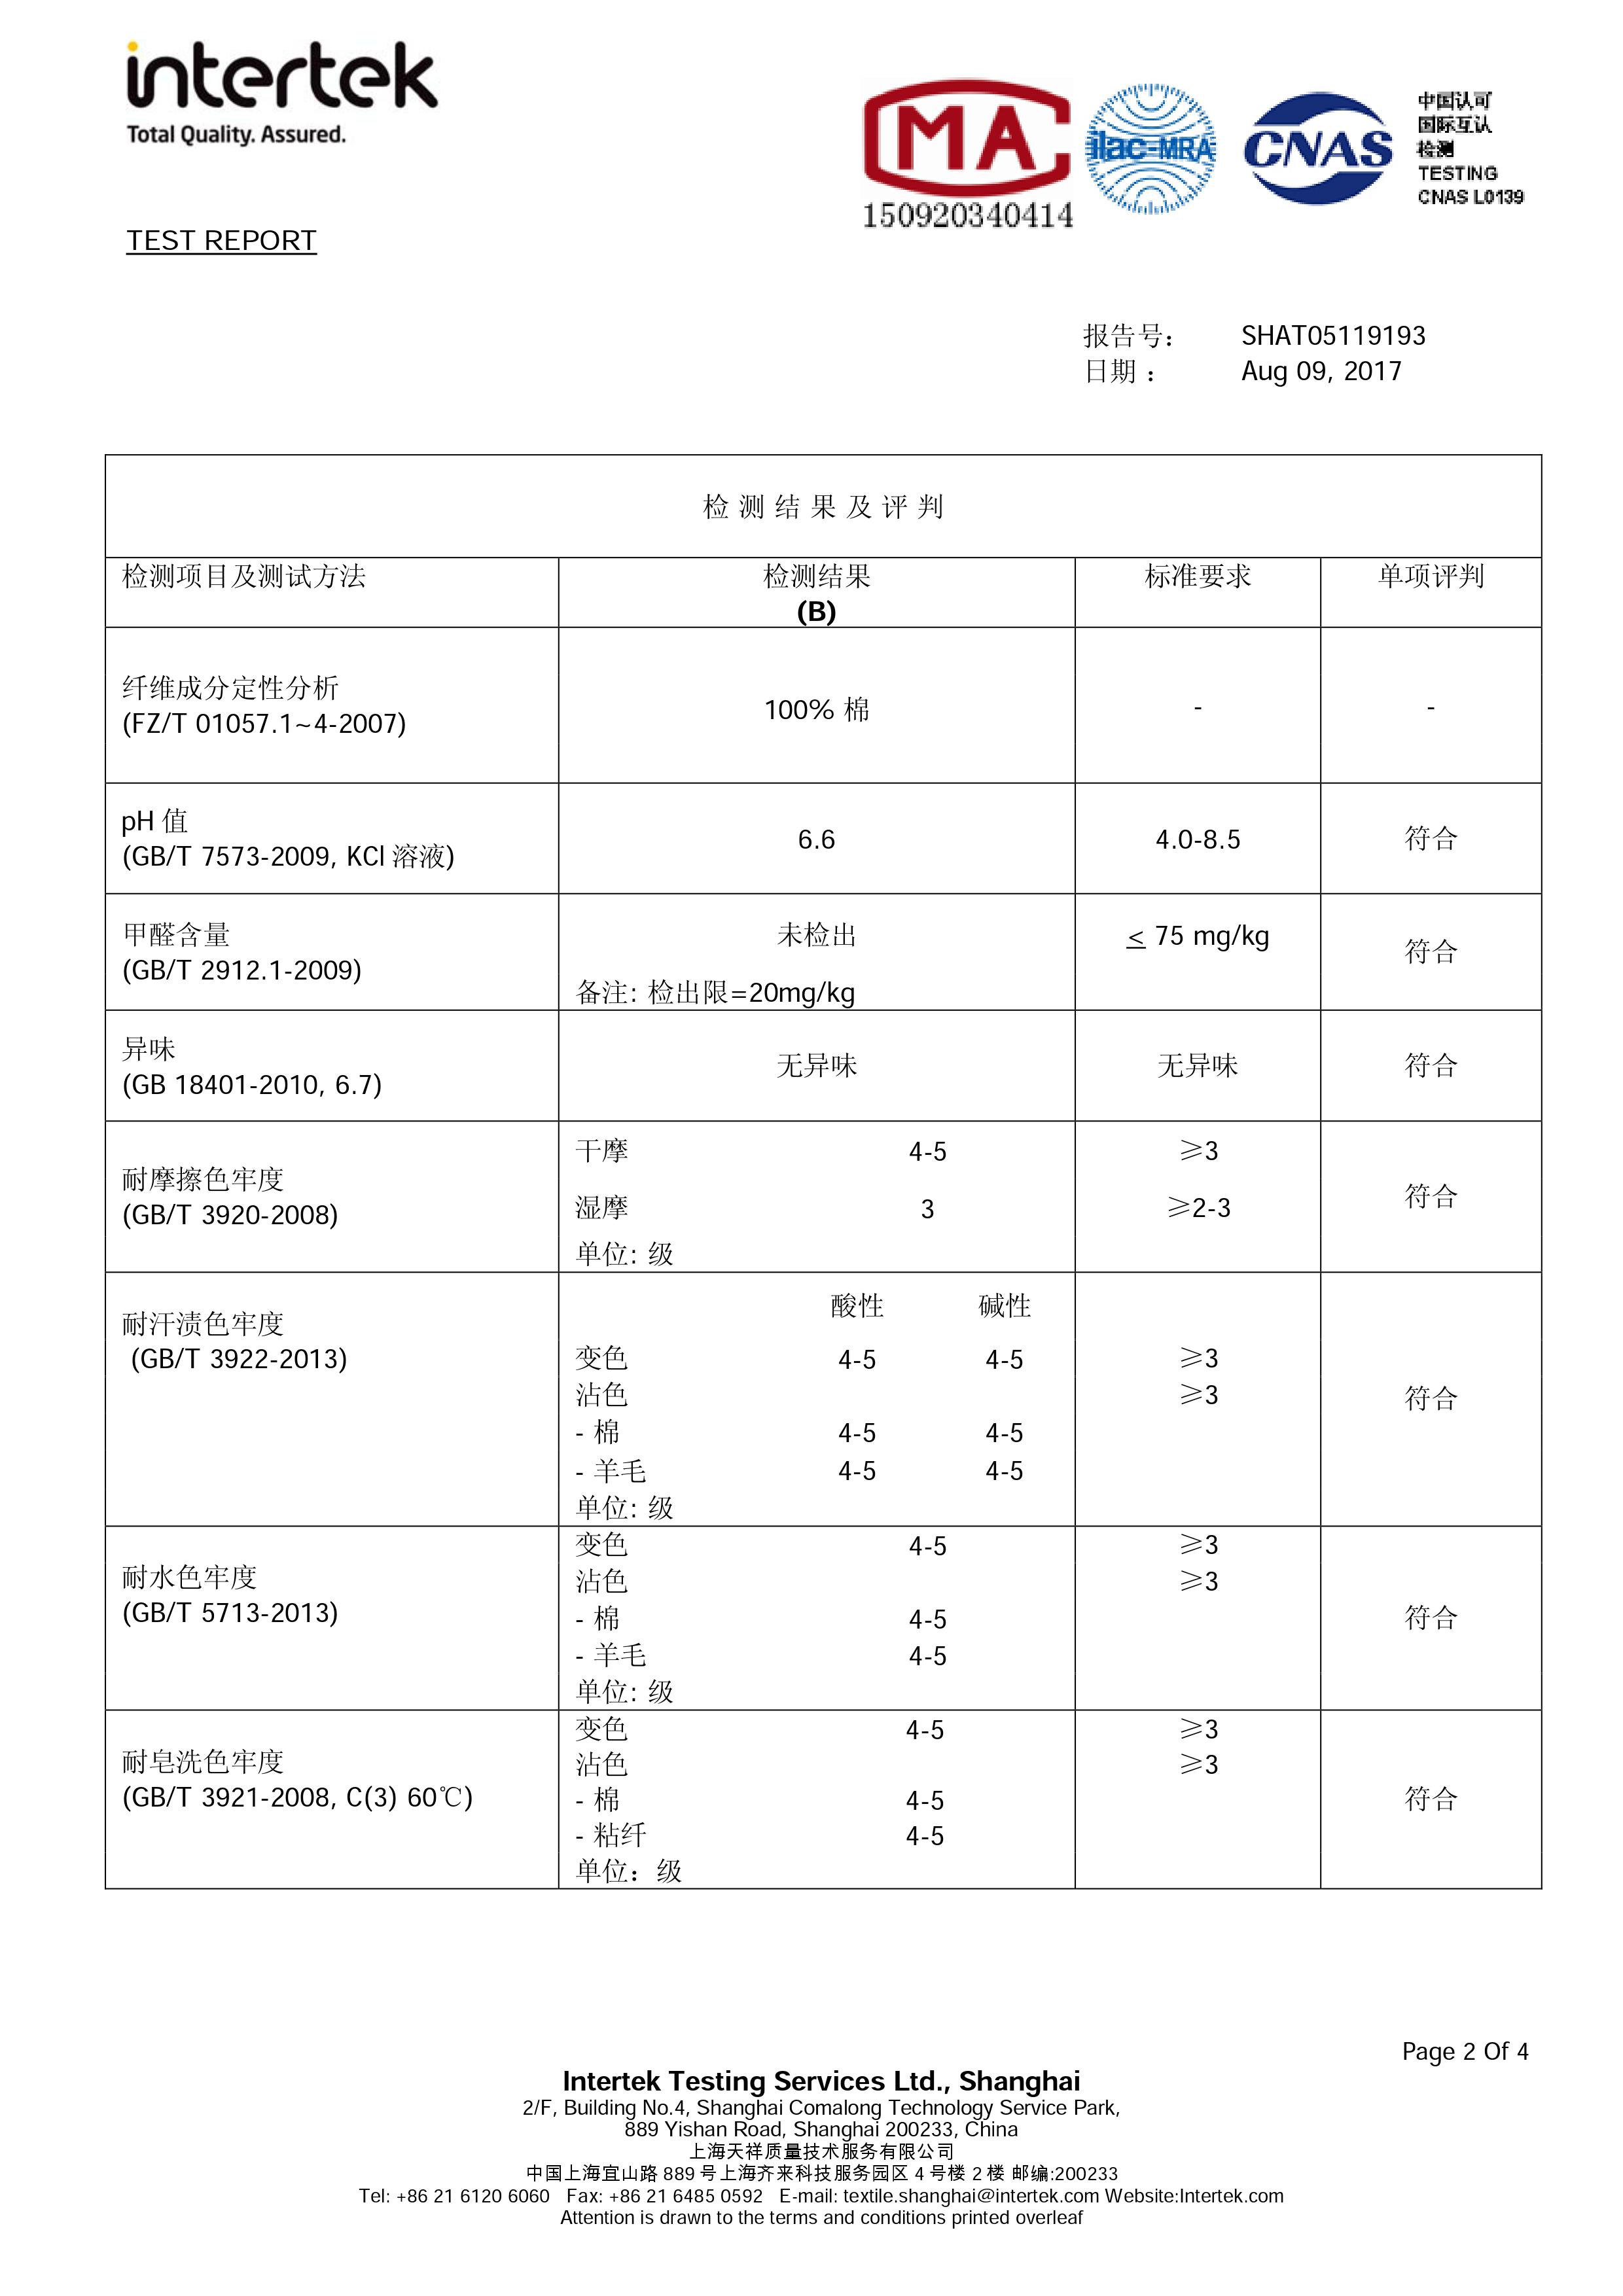 intertek
Total Quality. Assured.
MA
150920340414
ilac-MRA
CNAS
中国认可
国际互认
检测
TESTING
CNAS L0139
TEST REPORT
报告号: SHAT05119193
日期 : Aug 09, 2017
检 测 结 果 及 评 判
检测项目及测试方法 检测结果 标准要求 单项评判
(B)
纤维成分定性分析
(FZ/T 01057.1~4-2007)
100% 棉 - -
pH 值
(GB/T 7573-2009, KCl 溶液)
6.6 4.0-8.5 符合
甲醛含量
(GB/T 2912.1-2009)
未检出 ≤ 75 mg/kg 符合
备注: 检出限=20mg/kg
异味
(GB 18401-2010, 6.7)
无异味 无异味 符合
耐摩擦色牢度
(GB/T 3920-2008)
干摩 4-5 ≥3
湿摩 3 ≥2-3
符合
单位: 级
耐汗渍色牢度
(GB/T 3922-2013)
酸性 碱性
变色 4-5 4-5 ≥3
沾色 ≥3
符合
- 棉 4-5 4-5
- 羊毛 4-5 4-5
单位: 级
耐水色牢度
(GB/T 5713-2013)
变色 4-5 ≥3
沾色 ≥3
- 棉 4-5
符合
- 羊毛 4-5
单位: 级
耐皂洗色牢度
(GB/T 3921-2008, C(3) 60℃)
变色 4-5 ≥3
沾色 ≥3
- 棉 4-5
符合
- 粘纤 4-5
单位: 级
Page 2 Of 4
Intertek Testing Services Ltd., Shanghai
2/F, Building No.4, Shanghai Comalong Technology Service Park,
889 Yishan Road, Shanghai 200233, China
上海天祥质量技术服务有限公司
中国上海宜山路 889 号上海齐来科技服务园区 4 号楼 2 楼 邮编:200233
Tel: +86 21 6120 6060 Fax: +86 21 6485 0592 E-mail: textile.shanghai@intertek.com Website:Intertek.com
Attention is drawn to the terms and conditions printed overleaf